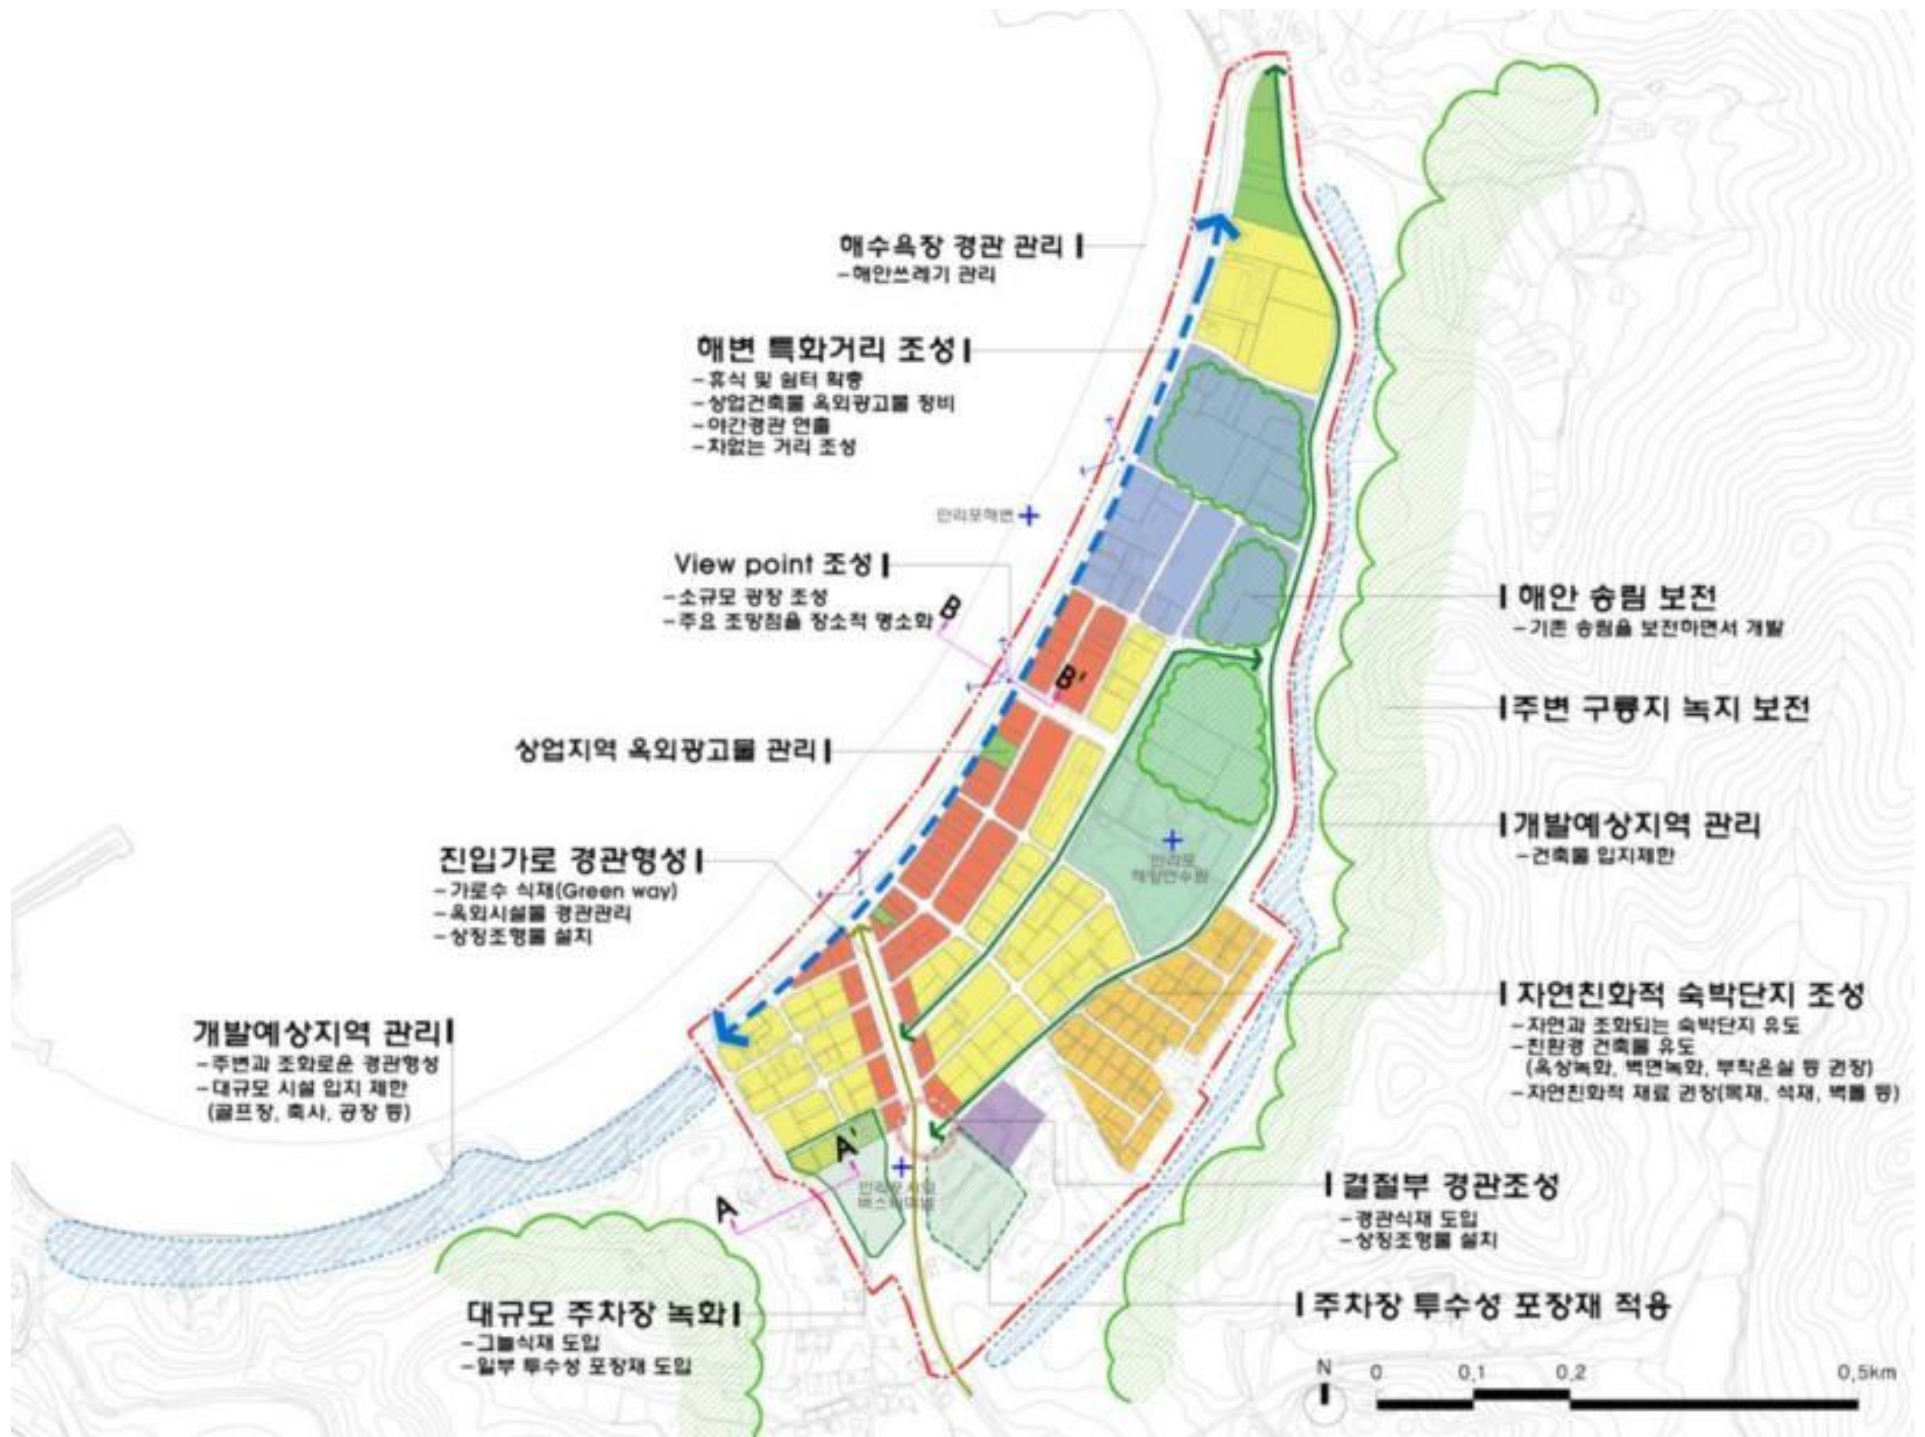 해수욕장 경관 관리
-해안쓰레기 관리
해변 특화거리 조성
-휴식 및 쉼터 확충
-상업건축물 옥외광고물 정비
-야간경관 연출
-차없는 거리 조성
만리포해변
View point 조성
-소규모 광장 조성
-주요 조망점을 장소적 명소화
B
B'
상업지역 옥외광고물 관리
진입가로 경관형성
-가로수 식재(Green way)
-옥외시설물 경관관리
-상징조형물 설치
개발예상지역 관리
-주변과 조화로운 경관형성
-대규모 시설 입지 제한
(골프장, 축사, 공장 등)
A
A'
대규모 주차장 녹화
-그늘식재 도입
-일부 투수성 포장재 도입
해안 송림 보전
-기존 송림을 보전하면서 개발
주변 구릉지 녹지 보전
개발예상지역 관리
-건축물 입지제한
만리포
자연친화적 숙박단지 조성
-자연과 조화되는 숙박단지 유도
-친환경 건축물 유도
(옥상녹화, 벽면녹화, 부착온실 등 권장)
-자연친화적 재료 권장(목재, 석재, 벽돌 등)
결절부 경관조성
-경관식재 도입
-상징조형물 설치
주차장 투수성 포장재 적용
N
0 0.1 0.2 0.5km